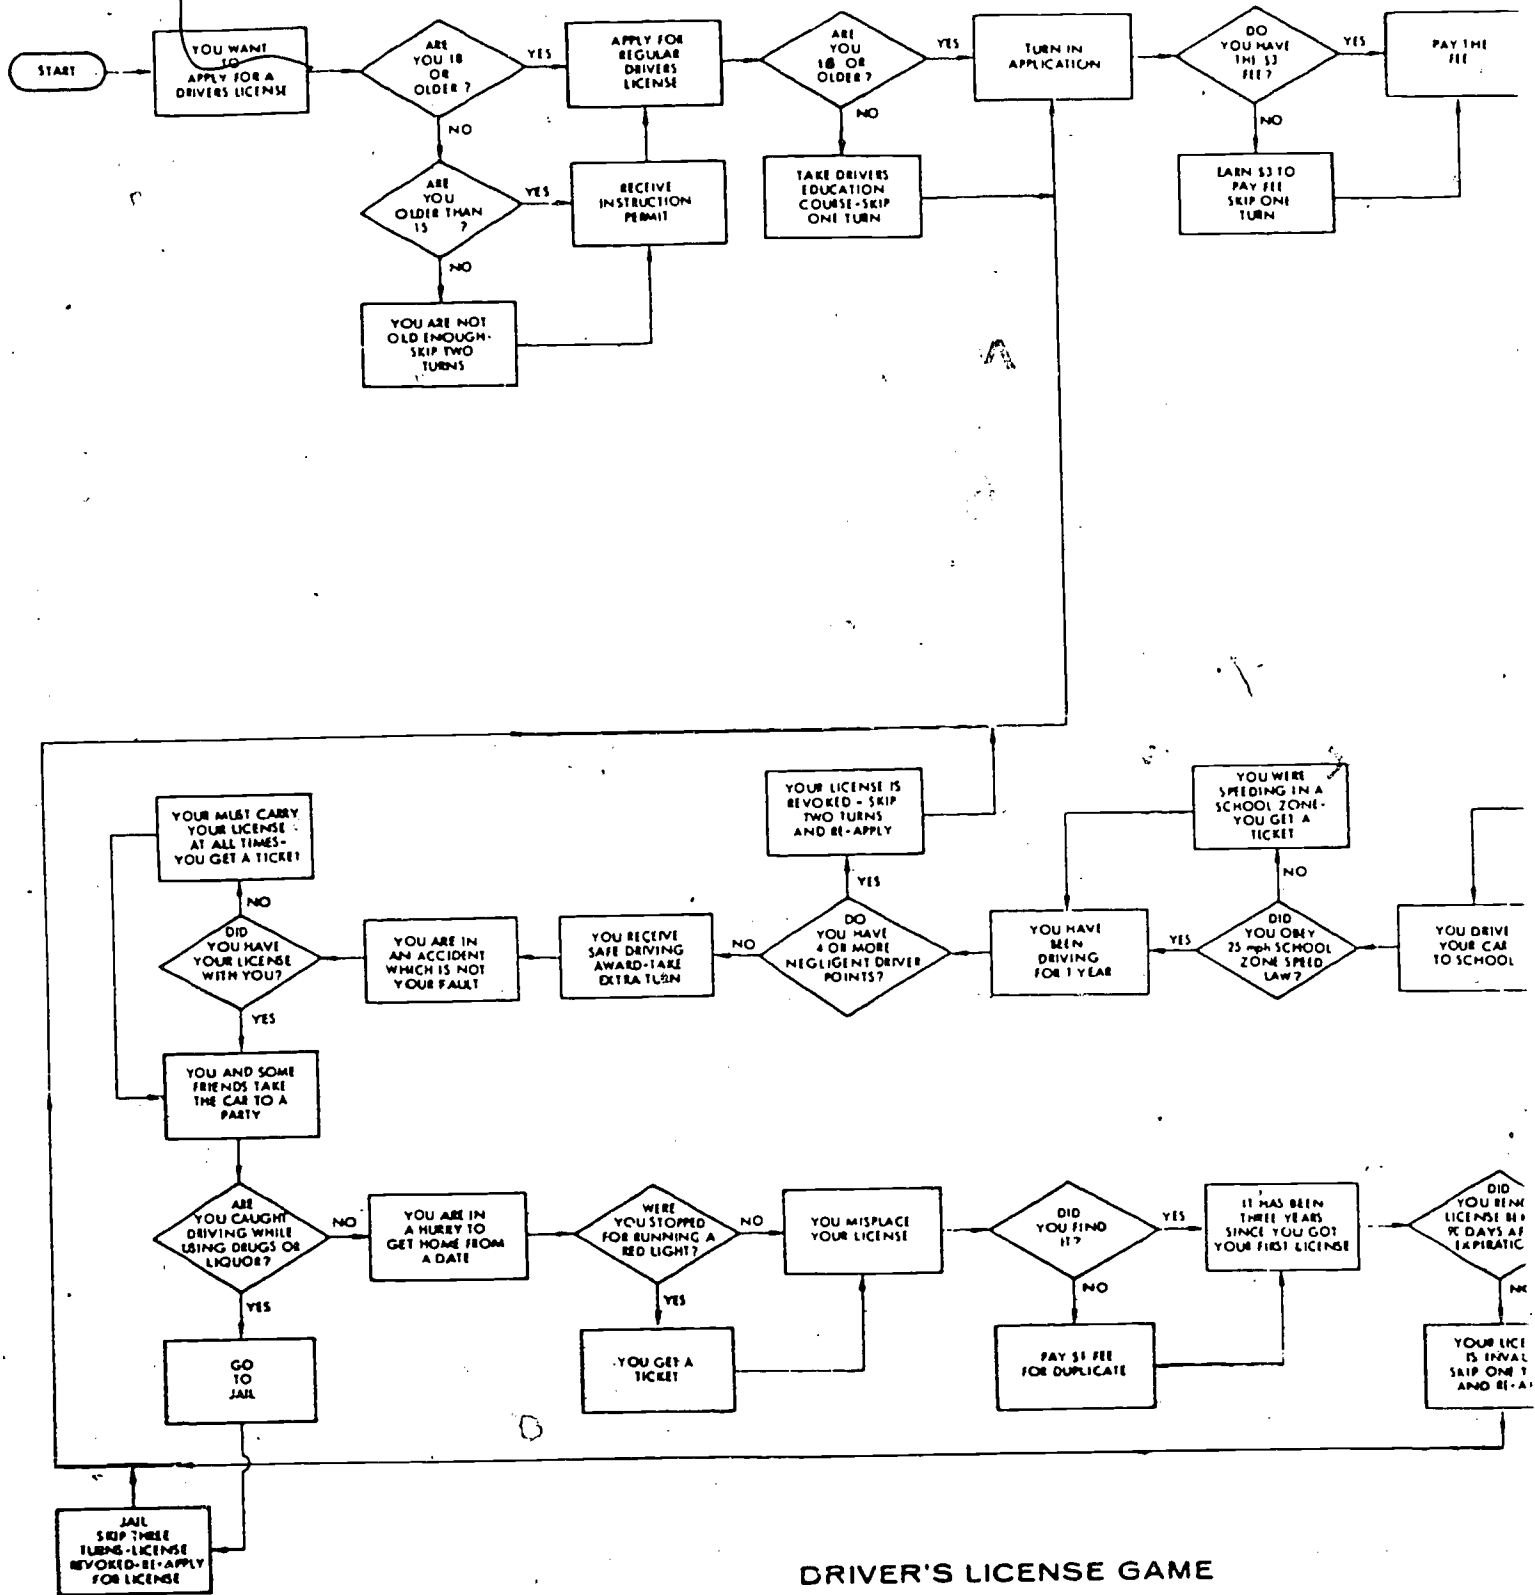 START
YOU WANT
TO
APPLY FOR A
DRIVERS LICENSE
ARE
YOU 18
OR
OLDER ?
YES
NO
APPLY FOR
REGULAR
DRIVERS
LICENSE
ARE
YOU
OLDER THAN
15 ?
YES
NO
RECEIVE
INSTRUCTION
PERMIT
YOU ARE NOT
OLD ENOUGH-
SKIP TWO
TURNS
ARE
YOU
18 OR
OLDER ?
YES
NO
TAKE DRIVERS
EDUCATION
COURSE-SKIP
ONE TURN
TURN IN
APPLICATION
DO
YOU HAVE
THE $3
FEE?
YES
NO
EARN $3 TO
PAY FEE
SKIP ONE
TURN
PAY THE
FEE
YOU DRIVE
YOUR CAR
TO SCHOOL
DID
YOU OBEY
25 mph SCHOOL
ZONE SPEED
LAW?
NO
YES
YOU WERE
SPEEDING IN A
SCHOOL ZONE-
YOU GET A
TICKET
YOU HAVE
BEEN
DRIVING
FOR 1 YEAR
DO
YOU HAVE
4 OR MORE
NEGLIGENT DRIVER
POINTS?
YES
NO
YOUR LICENSE IS
REVOKED - SKIP
TWO TURNS
AND RE-APPLY
YOU RECEIVE
SAFE DRIVING
AWARD-TAKE
EXTRA TURN
YOU ARE IN
AN ACCIDENT
WHICH IS NOT
YOUR FAULT
DID
YOU HAVE
YOUR LICENSE
WITH YOU?
NO
YES
YOUR MUST CARRY
YOUR LICENSE
AT ALL TIMES-
YOU GET A TICKET
YOU AND SOME
FRIENDS TAKE
THE CAR TO A
PARTY
ARE
YOU CAUGHT
DRIVING WHILE
USING DRUGS OR
LIQUOR?
NO
YES
GO
TO
JAIL
JAIL
SKIP THREE
TURNS-LICENSE
REVOKED-RE-APPLY
FOR LICENSE
YOU ARE IN
A HURRY TO
GET HOME FROM
A DATE
WERE
YOU STOPPED
FOR RUNNING A
RED LIGHT?
NO
YES
YOU GET A
TICKET
YOU MISPLACE
YOUR LICENSE
DID
YOU FIND
IT?
YES
NO
PAY $1 FEE
FOR DUPLICATE
IT HAS BEEN
THREE YEARS
SINCE YOU GOT
YOUR FIRST LICENSE
DID
YOU
LICENSE
90 DAYS
YOUR
IS
SKIP ONE
AND
DRIVER'S LICENSE GAME